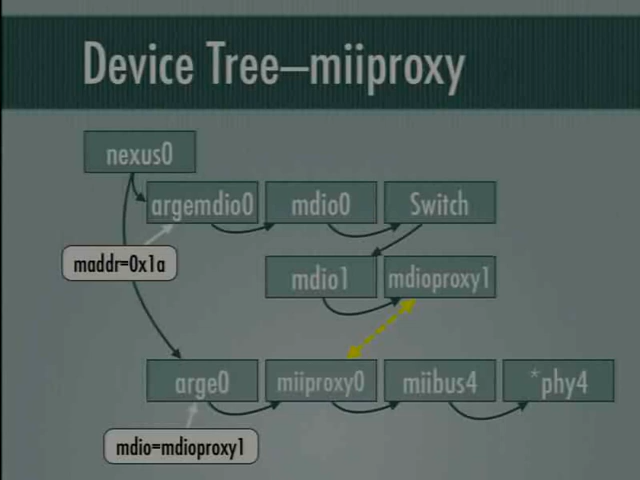 Device Tree–miiproxy
nexus0
argemdio0 mdio0 Switch
maddr=0x1a
mdio1 mdioproxy1
arge0 miiproxy0 miibus4 *phy4
mdio=mdioproxy1